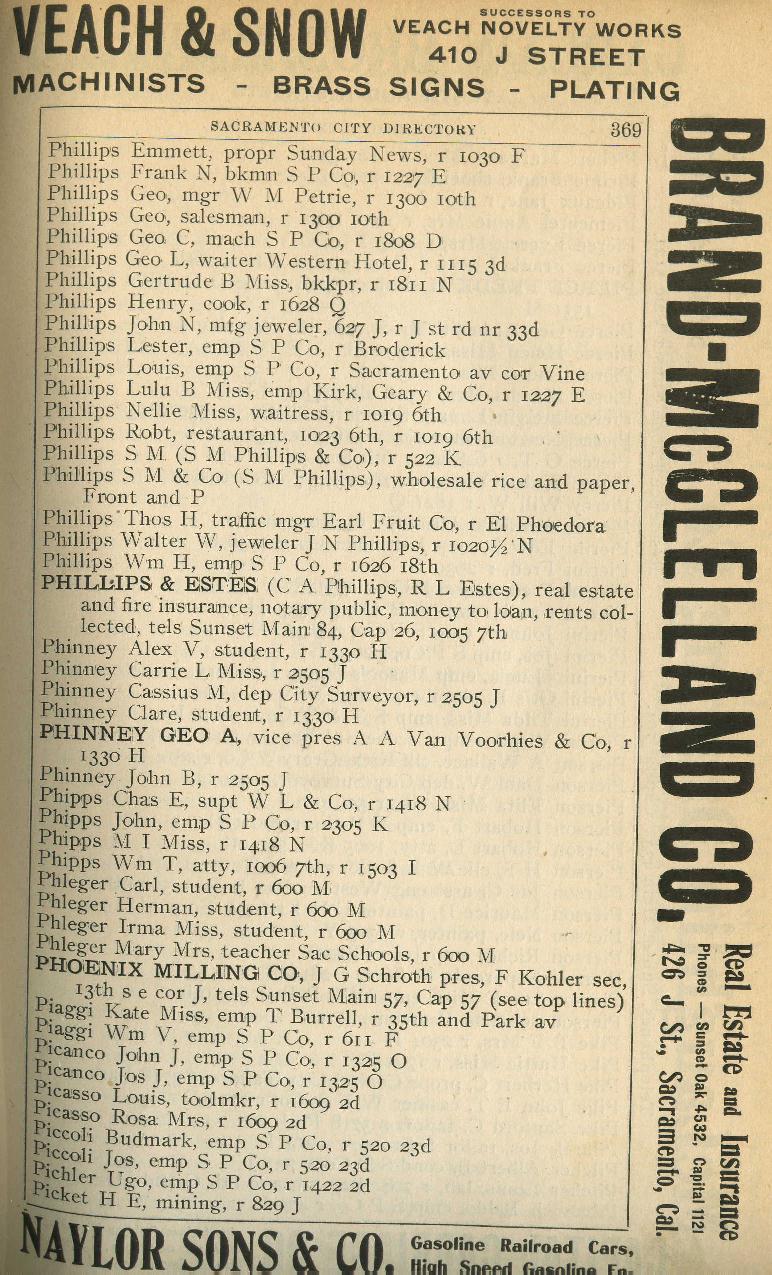 VEACH & SNOW
SUCCESSORS TO
VEACH NOVELTY WORKS
410 J STREET
MACHINISTS - BRASS SIGNS - PLATING
SACRAMENTO CITY DIRECTORY 369
Phillips Emmett, propr Sunday News, r 1030 F
Phillips Frank N, bkmn S P Co, r 1227 E
Phillips Geo, mgr W M Petrie, r 1300 10th
Phillips Geo, salesman, r 1300 10th
Phillips Geo C, mach S P Co, r 1808 D
Phillips Geo L, waiter Western Hotel, r 1115 3d
Phillips Gertrude B Miss, bkkpr, r 1811 N
Phillips Henry, cook, r 1628 Q
Phillips John N, mfg jeweler, 627 J, r J st rd nr 33d
Phillips Lester, emp S P Co, r Broderick
Phillips Louis, emp S P Co, r Sacramento av cor Vine
Phillips Lulu B Miss, emp Kirk, Geary & Co, r 1227 E
Phillips Nellie Miss, waitress, r 1019 6th
Phillips Robt, restaurant, 1023 6th, r 1019 6th
Phillips S M (S M Phillips & Co), r 522 K
Phillips S M & Co (S M Phillips), wholesale rice and paper,
Front and P
Phillips Thos H, traffic mgr Earl Fruit Co, r El Phoedora
Phillips Walter W, jeweler J N Phillips, r 1020½ N
Phillips Wm H, emp S P Co, r 1626 18th
PHILLIPS & ESTES (C A Phillips, R L Estes), real estate
and fire insurance, notary public, money to loan, rents col-
lected, tels Sunset Main 84, Cap 26, 1005 7th
Phinney Alex V, student, r 1330 H
Phinney Carrie L Miss, r 2505 J
Phinney Cassius M, dep City Surveyor, r 2505 J
Phinney Clare, student, r 1330 H
PHINNEY GEO A, vice pres A A Van Voorhies & Co, r
1330 H
Phinney John B, r 2505 J
Phipps Chas E, supt W L & Co, r 1418 N
Phipps John, emp S P Co, r 2305 K
Phipps M I Miss, r 1418 N
Phipps Wm T, atty, 1006 7th, r 1503 I
Phleger Carl, student, r 600 M
Phleger Herman, student, r 600 M
Phleger Irma Miss, student, r 600 M
Phleger Mary Mrs, teacher Sac Schools, r 600 M
PHOENIX MILLING CO, J G Schroth pres, F Kohler sec,
13th s e cor J, tels Sunset Main 57, Cap 57 (see top lines)
Piaggi Kate Miss, emp T Burrell, r 35th and Park av
Piaggi Wm V, emp S P Co, r 611 F
Picanco John J, emp S P Co, r 1325 O
Picanco Jos J, emp S P Co, r 1325 O
Picasso Louis, toolmkr, r 1609 2d
Picasso Rosa Mrs, r 1609 2d
Piccoli Budmark, emp S P Co, r 520 23d
Piccoli Jos, emp S P Co, r 520 23d
Pichler Ugo, emp S P Co, r 1422 2d
Picket H E, mining, r 829 J
BRAND-McCLELLAND CO.
Real Estate and Insurance
Phones — Sunset Oak 4532, Capital 1121
426 J St., Sacramento, Cal.
NAYLOR SONS & CO.
Gasoline Railroad Cars,
High Speed Gasoline En-